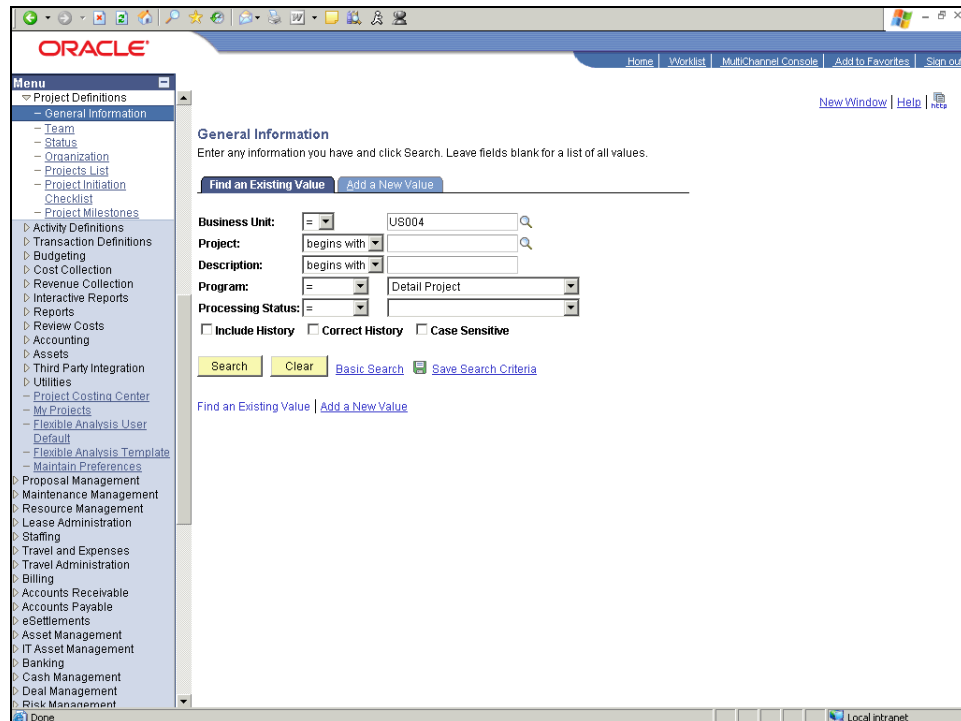 ORACLE
Home | Worklist | MultiChannel Console | Add to Favorites | Sign out
Menu
Project Definitions
General Information
Team
Status
Organization
Projects List
Project Initiation
Checklist
Project Milestones
Activity Definitions
Transaction Definitions
Budgeting
Cost Collection
Revenue Collection
Interactive Reports
Reports
Review Costs
Accounting
Assets
Third Party Integration
Utilities
Project Costing Center
My Projects
Flexible Analysis User
Default
Flexible Analysis Template
Maintain Preferences
Proposal Management
Maintenance Management
Resource Management
Lease Administration
Staffing
Travel and Expenses
Travel Administration
Billing
Accounts Receivable
Accounts Payable
eSettlements
Asset Management
IT Asset Management
Banking
Cash Management
Deal Management
Risk Management
New Window | Help | http
General Information
Enter any information you have and click Search. Leave fields blank for a list of all values.
Find an Existing Value Add a New Value
Business Unit: = US004
Project: begins with
Description: begins with
Program: = Detail Project
Processing Status: =
Include History Correct History Case Sensitive
Search Clear Basic Search Save Search Criteria
Find an Existing Value | Add a New Value
Done Local intranet